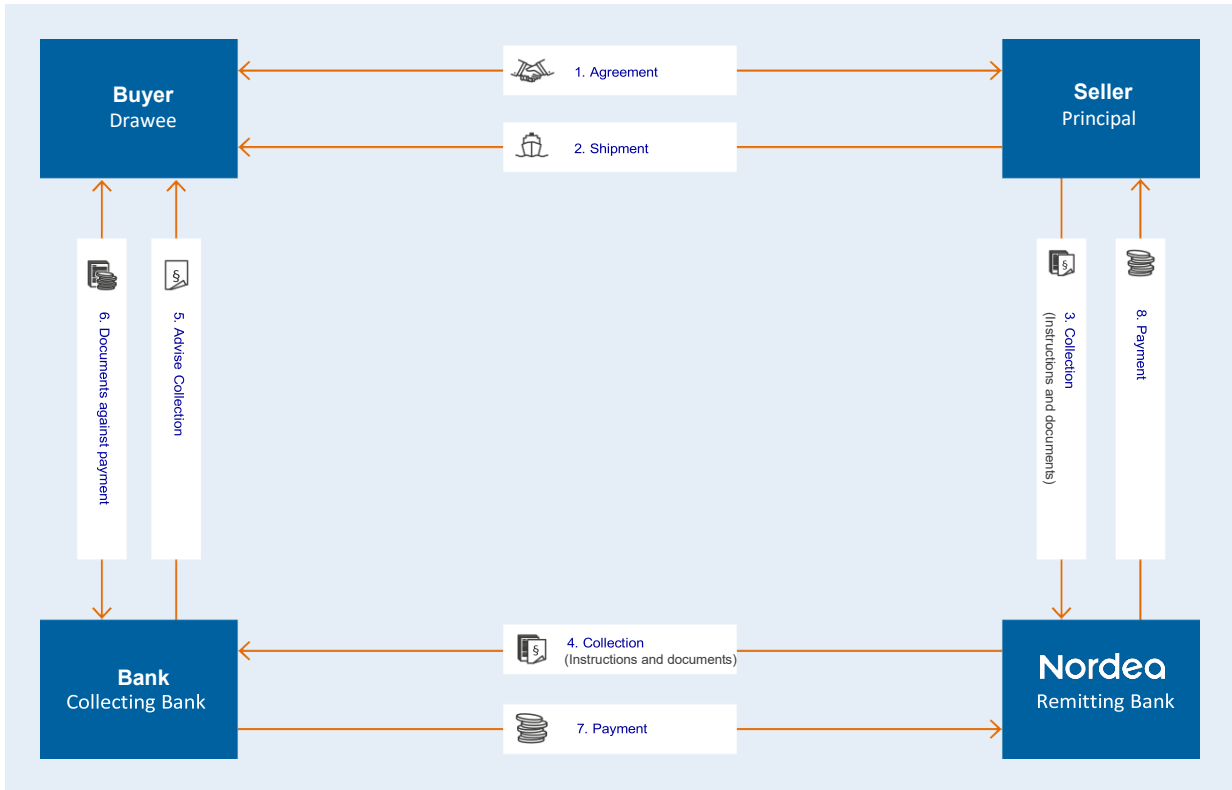 Buyer
Drawee
1. Agreement
Seller
Principal
2. Shipment
6. Documents against payment
§
5. Advise Collection
§
3. Collection
(Instructions and documents)
8. Payment
Bank
Collecting Bank
§
4. Collection
(Instructions and documents)
7. Payment
Nordea
Remitting Bank